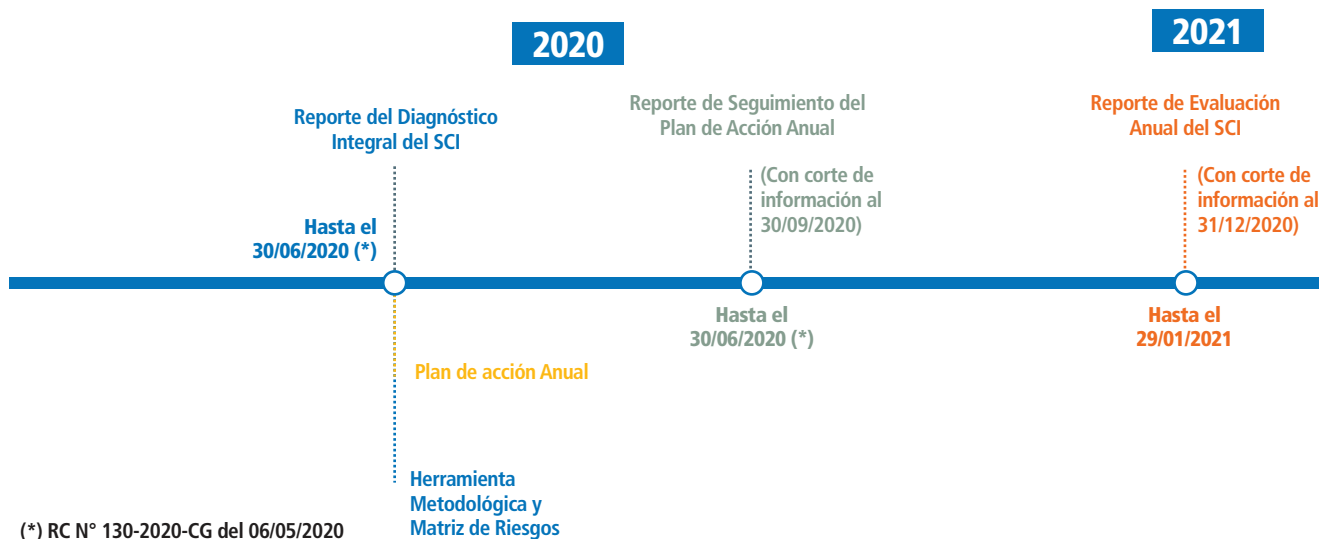 2020
2021
Reporte del Diagnóstico
Integral del SCI
Reporte de Seguimiento del
Plan de Acción Anual
Reporte de Evaluación
Anual del SCI
(Con corte de
información al
30/09/2020)
(Con corte de
información al
31/12/2020)
Hasta el
30/06/2020 (*)
Hasta el
30/06/2020 (*)
Hasta el
29/01/2021
Plan de acción Anual
Herramienta
Metodológica y
Matriz de Riesgos
(*) RC N° 130-2020-CG del 06/05/2020